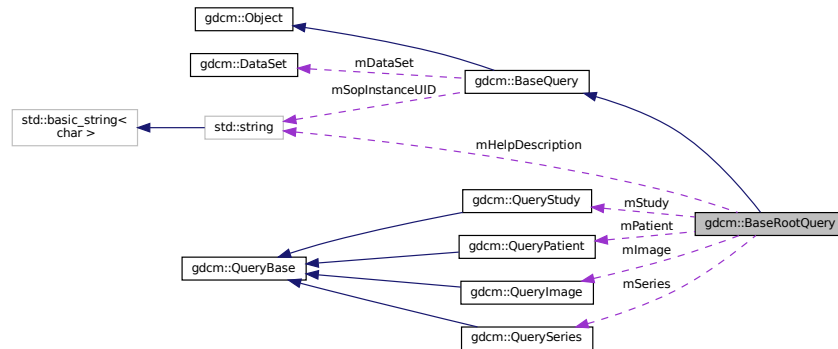 gdcm::Object
gdcm::DataSet
mDataSet
gdcm::BaseQuery
mSopInstanceUID
std::basic_string<
char >
std::string
mHelpDescription
gdcm::QueryStudy
mStudy
gdcm::BaseRootQuery
mPatient
gdcm::QueryPatient
mImage
gdcm::QueryBase
gdcm::QueryImage
mSeries
gdcm::QuerySeries